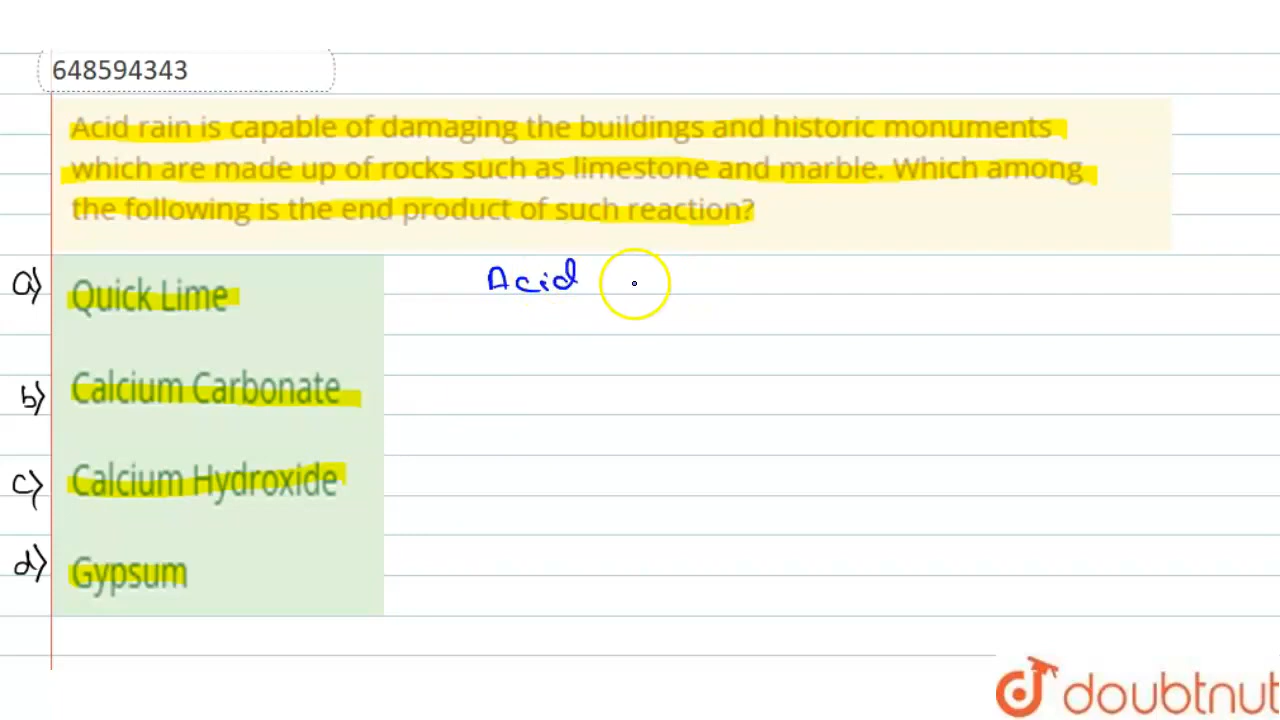 648594343
Acid rain is capable of damaging the buildings and historic monuments
which are made up of rocks such as limestone and marble. Which among
the following is the end product of such reaction?
a) Quick Lime
Acid
b) Calcium Carbonate
c) Calcium Hydroxide
d) Gypsum
doubtnut